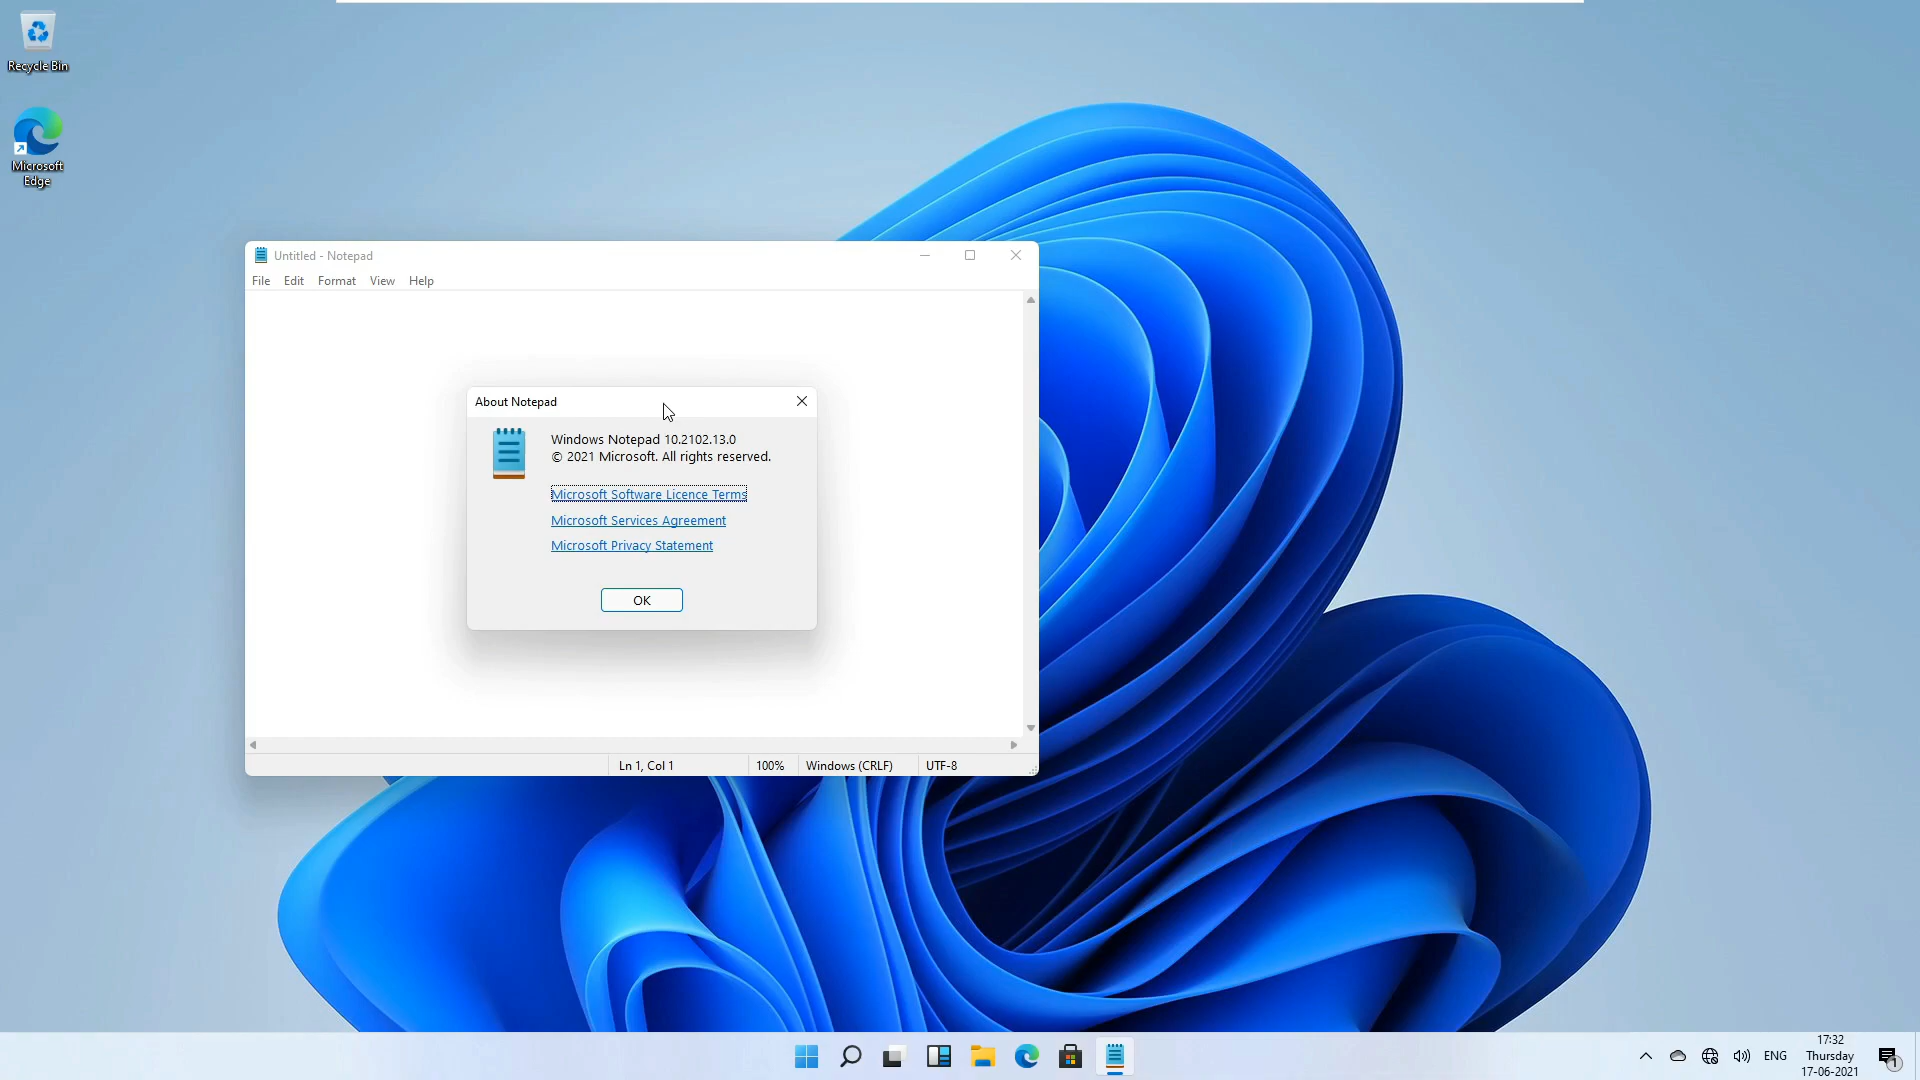 Recycle Bin
Microsoft
Edge
Untitled - Notepad
File Edit Format View Help
About Notepad
Windows Notepad 10.2102.13.0
© 2021 Microsoft. All rights reserved.
Microsoft Software Licence Terms
Microsoft Services Agreement
Microsoft Privacy Statement
OK
Ln 1, Col 1 100% Windows (CRLF) UTF-8
ENG
17:32
Thursday
17-06-2021
1